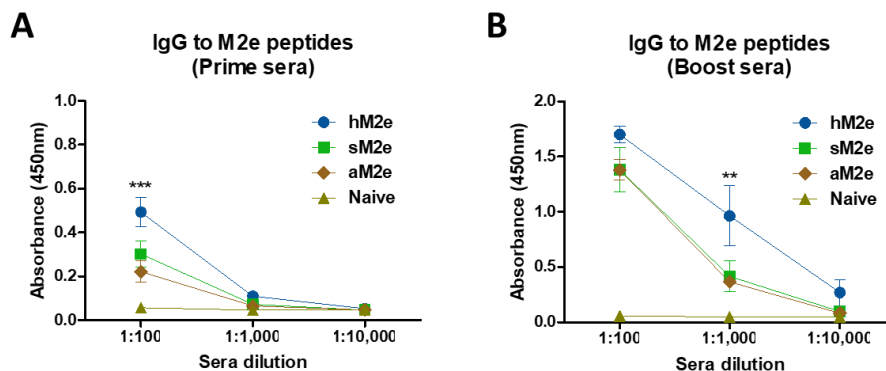 A
IgG to M2e peptides
(Prime sera)
Absorbance (450nm)
1.0
0.8
0.6
0.4
0.2
0.0
***
hM2e
sM2e
aM2e
Naive
1:100
1:1,000
1:10,000
Sera dilution
B
IgG to M2e peptides
(Boost sera)
Absorbance (450nm)
2.0
1.5
1.0
0.5
0.0
**
hM2e
sM2e
aM2e
Naive
1:100
1:1,000
1:10,000
Sera dilution